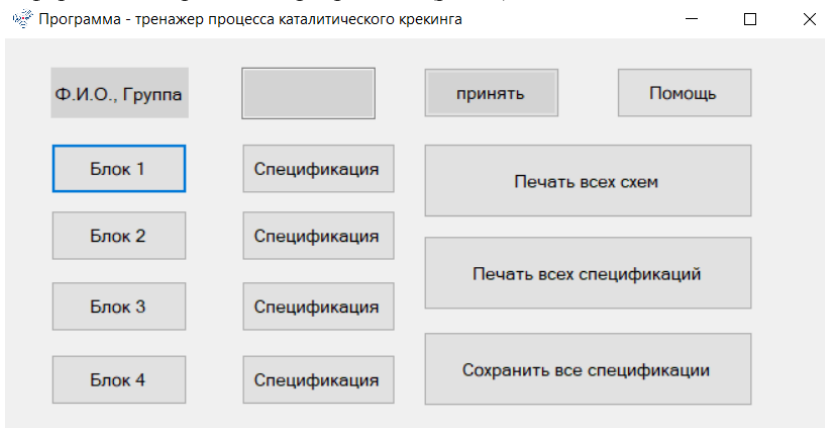 Программа - тренажер процесса каталитического крекинга
Ф.И.О., Группа
принять
Помощь
Блок 1
Спецификация
Печать всех схем
Блок 2
Спецификация
Печать всех спецификаций
Блок 3
Спецификация
Блок 4
Спецификация
Сохранить все спецификации